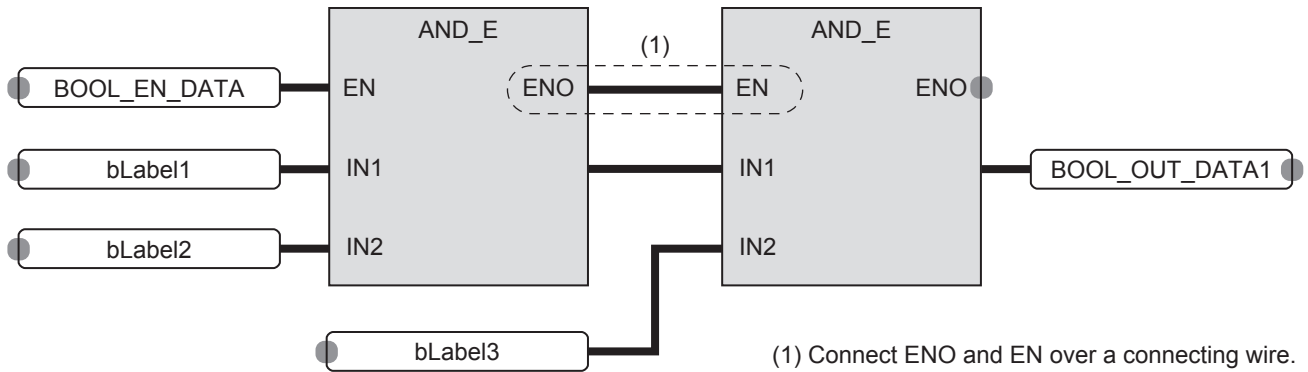 AND_E
AND_E
(1)
BOOL_EN_DATA
EN
ENO
EN
ENO
bLabel1
IN1
IN1
BOOL_OUT_DATA1
bLabel2
IN2
IN2
bLabel3
(1) Connect ENO and EN over a connecting wire.